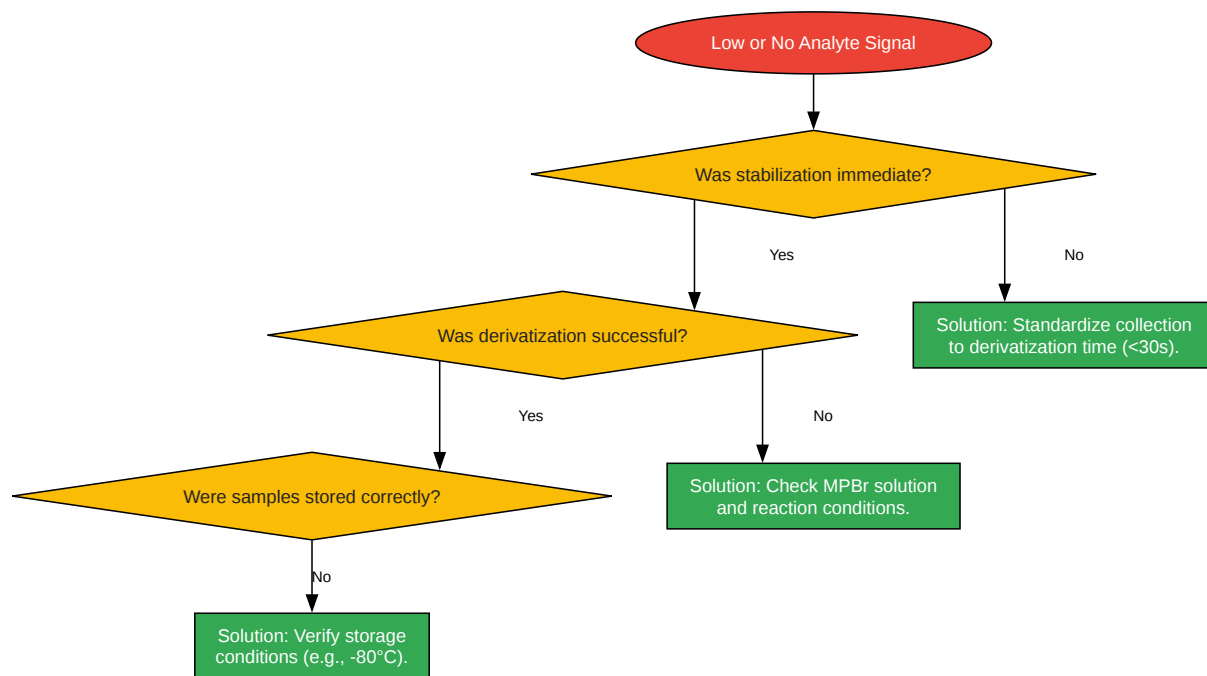 Low or No Analyte Signal
Was stabilization immediate?
Yes
No
Solution: Standardize collection
to derivatization time (<30s).
Was derivatization successful?
Yes
No
Solution: Check MPBr solution
and reaction conditions.
Were samples stored correctly?
No
Solution: Verify storage
conditions (e.g., -80°C).